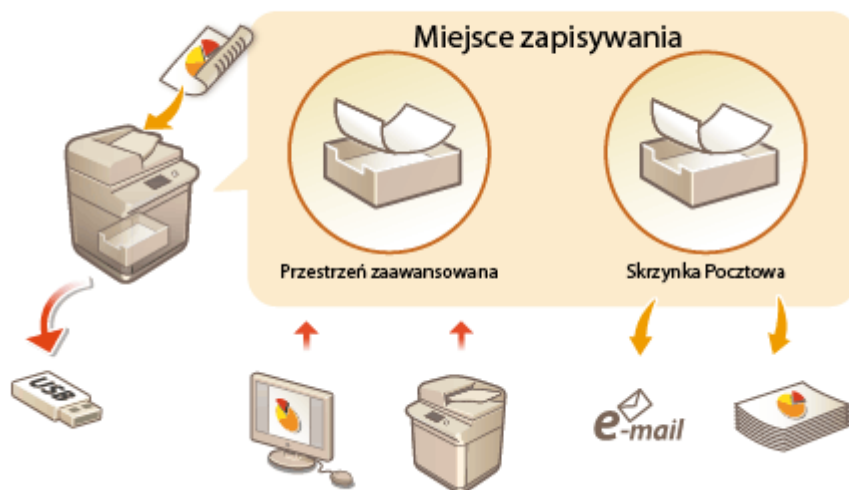 Miejsce zapisywania
Przestrzeń zaawansowana
Skrzynka Pocztowa
USB
e-mail